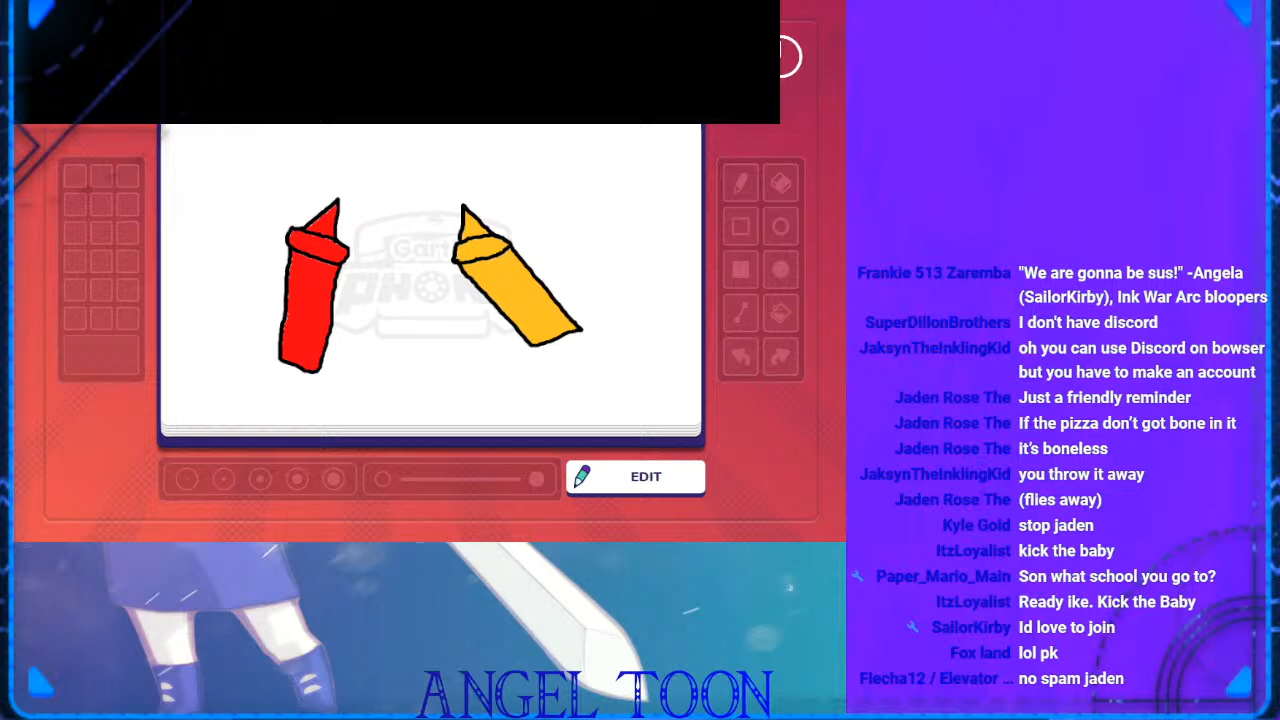 Gart
PHON
EDIT
ANGEL TOON
Frankie 513 Zaremba "We are gonna be sus!" -Angela
(SailorKirby), Ink War Arc bloopers
SuperDillonBrothers I don't have discord
JaksynTheInklingKid oh you can use Discord on bowser
but you have to make an account
Jaden Rose The Just a friendly reminder
Jaden Rose The If the pizza don't got bone in it
Jaden Rose The it's boneless
JaksynTheInklingKid you throw it away
Jaden Rose The (flies away)
Kyle Gold stop jaden
ItzLoyalist kick the baby
Paper_Mario_Main Son what school you go to?
ItzLoyalist Ready ike. Kick the Baby
SailorKirby Id love to join
Fox land lol pk
Flecha12 / Elevator ... no spam jaden